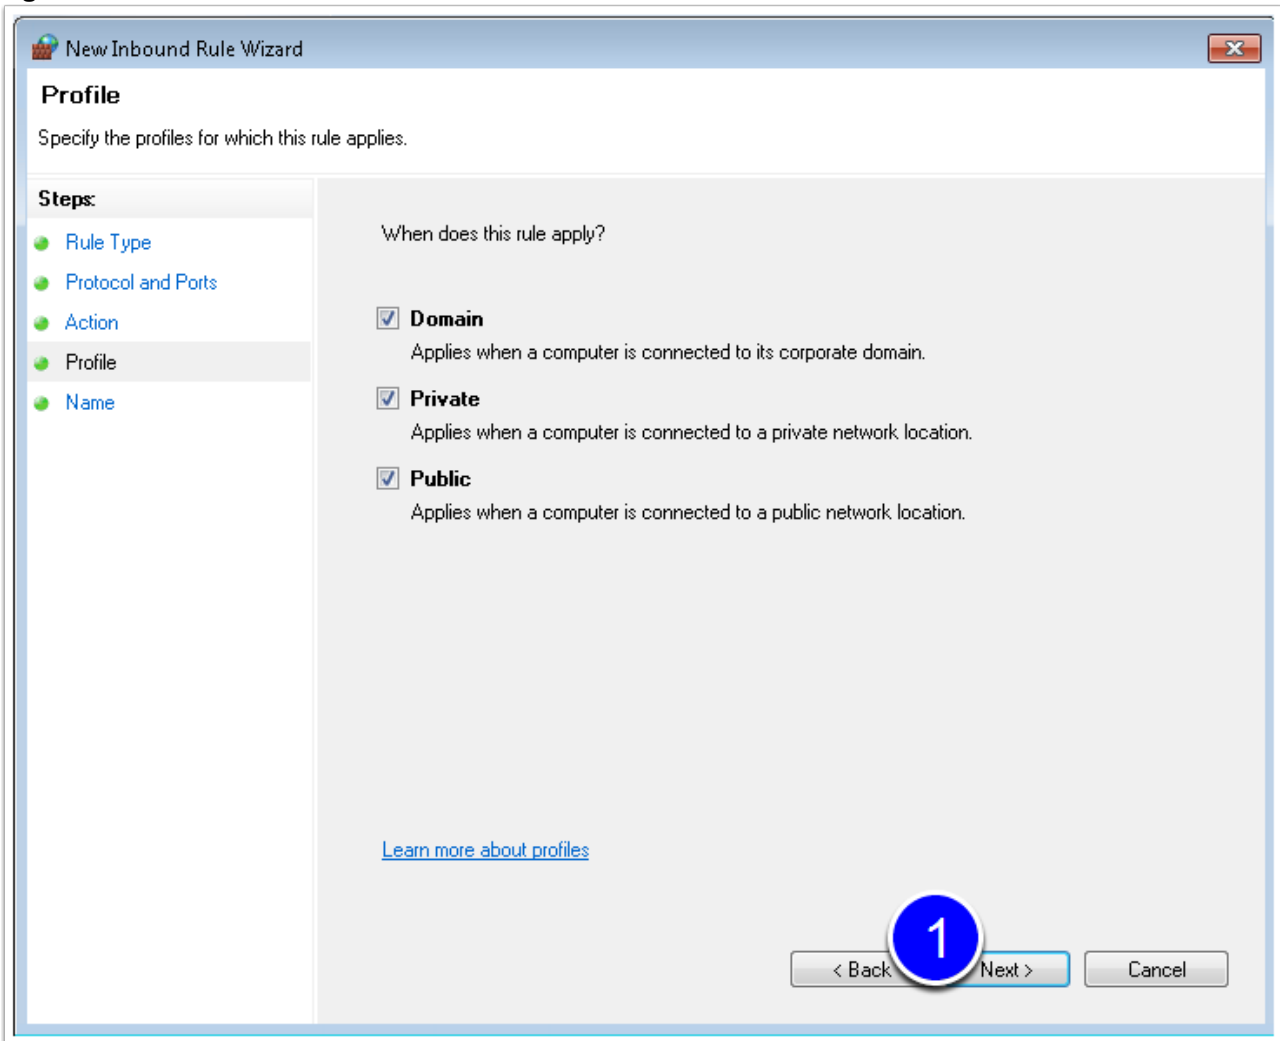 New Inbound Rule Wizard
Profile
Specify the profiles for which this rule applies.
Steps:
Rule Type
Protocol and Ports
Action
Profile
Name
When does this rule apply?
Domain
Applies when a computer is connected to its corporate domain.
Private
Applies when a computer is connected to a private network location.
Public
Applies when a computer is connected to a public network location.
Learn more about profiles
1
< Back
Next >
Cancel